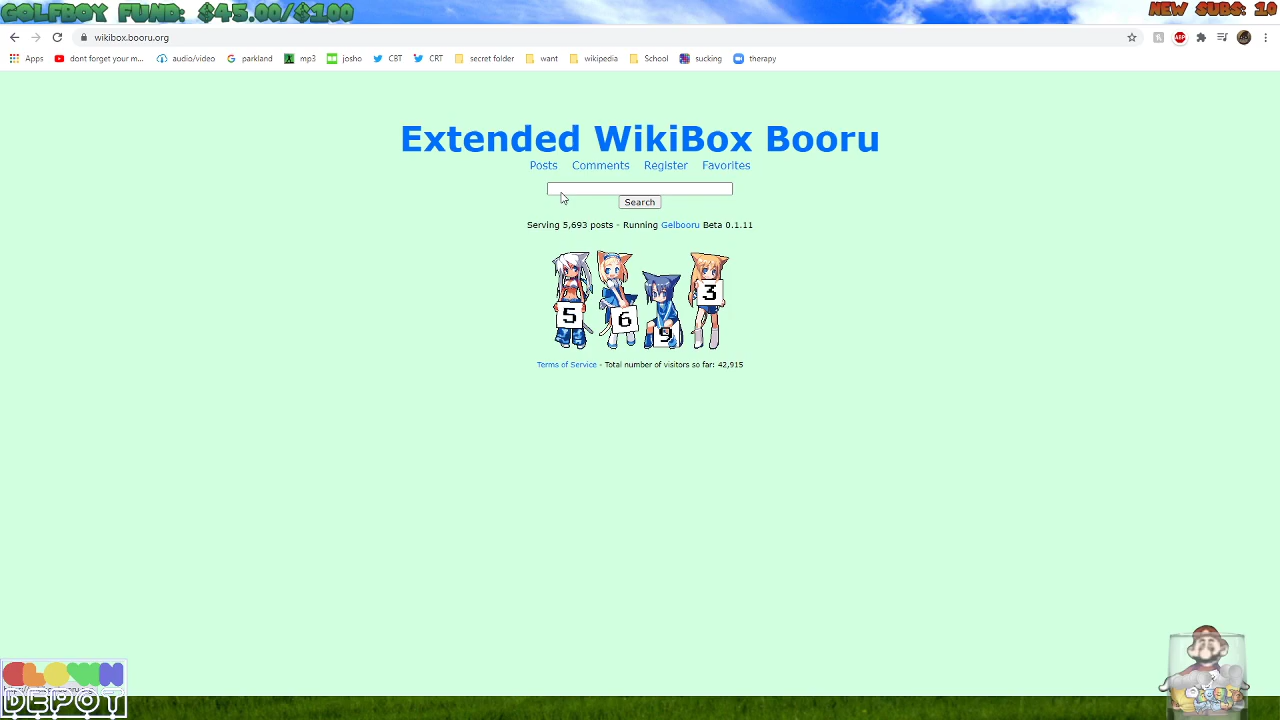 GOLFBOY FUND: $45.00/$100
NEW SUBS: 10
wikibox.booru.org
ABP
Apps
dont forget your m...
audio/video
parkland
mp3
josho
CBT
CRT
secret folder
want
wikipedia
School
sucking
therapy
Extended WikiBox Booru
Posts Comments Register Favorites
Search
Serving 5,693 posts - Running Gelbooru Beta 0.1.11
5 6 9 3
Terms of Service - Total number of visitors so far: 42,915
CLOWN
DEPOT